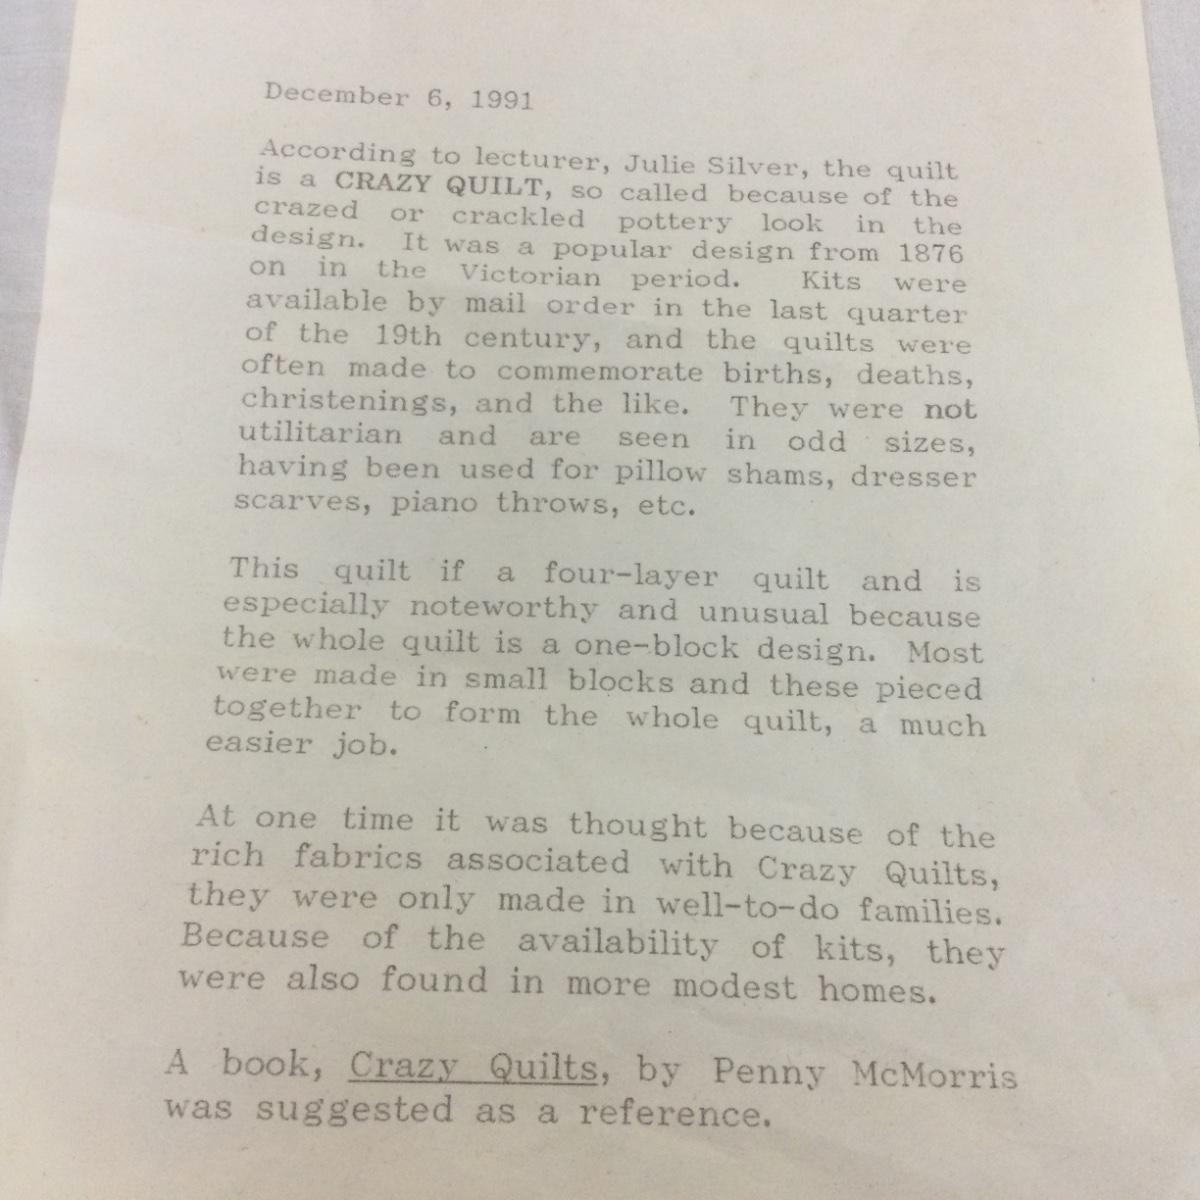 December 6, 1991
According to lecturer, Julie Silver, the quilt
is a CRAZY QUILT, so called because of the
crazed or crackled pottery look in the
design. It was a popular design from 1876
on in the Victorian period. Kits were
available by mail order in the last quarter
of the 19th century, and the quilts were
often made to commemorate births, deaths,
christenings, and the like. They were not
utilitarian and are seen in odd sizes,
having been used for pillow shams, dresser
scarves, piano throws, etc.
This quilt if a four-layer quilt and is
especially noteworthy and unusual because
the whole quilt is a one-block design. Most
were made in small blocks and these pieced
together to form the whole quilt, a much
easier job.
At one time it was thought because of the
rich fabrics associated with Crazy Quilts,
they were only made in well-to-do families.
Because of the availability of kits, they
were also found in more modest homes.
A book, Crazy Quilts, by Penny McMorris
was suggested as a reference.